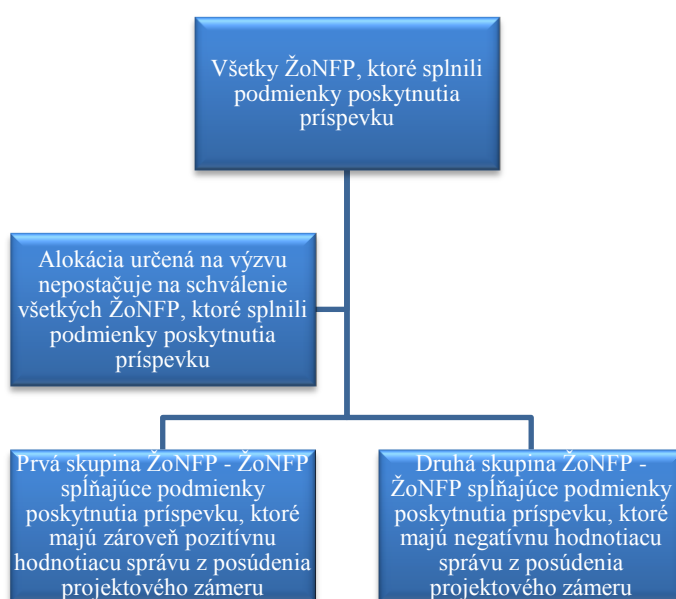 Všetky ŽoNFP, ktoré splnili
podmienky poskytnutia
príspevku
Alokácia určená na výzvu
nepostačuje na schválenie
všetkých ŽoNFP, ktoré splnili
podmienky poskytnutia
príspevku
Prvá skupina ŽoNFP - ŽoNFP
spĺňajúce podmienky
poskytnutia príspevku, ktoré
majú zároveň pozitívnu
hodnotiacu správu z posúdenia
projektového zámeru
Druhá skupina ŽoNFP -
ŽoNFP spĺňajúce podmienky
poskytnutia príspevku, ktoré
majú negatívnu hodnotiacu
správu z posúdenia
projektového zámeru